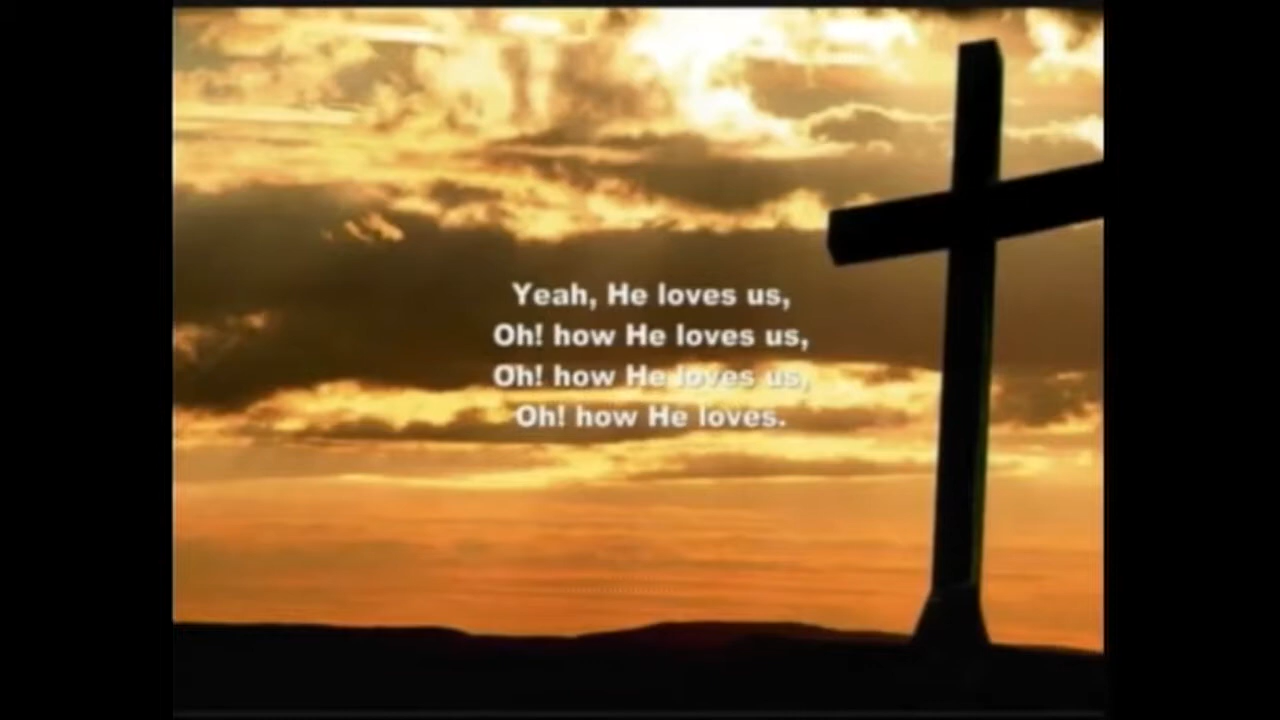 Yeah, He loves us,
Oh! how He loves us,
Oh! how He loves us,
Oh! how He loves.